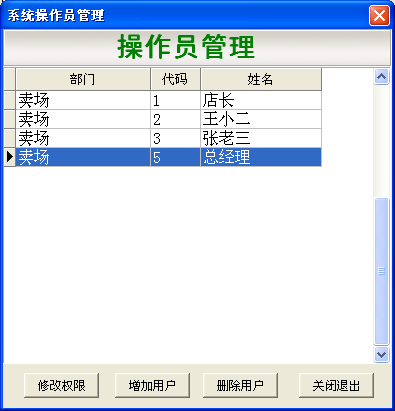 系统操作员管理
操作员管理
部门 代码 姓名
卖场 1 店长
卖场 2 王小二
卖场 3 张老三
卖场 5 总经理
修改权限 增加用户 删除用户 关闭退出